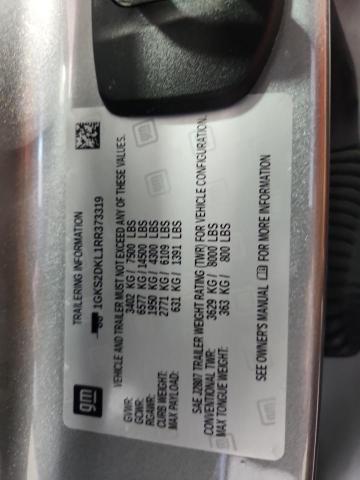 gm
TRAILERING INFORMATION
1GKS2DKL1RR373319
VEHICLE AND TRAILER MUST NOT EXCEED ANY OF THESE VALUES.
GVWR: 3402 KG/ 7500 LBS
GCWR: 6577 KG/14500 LBS
RGAWR: 1950 KG/ 4300 LBS
CURB WEIGHT: 2771 KG/ 6109 LBS
MAX PAYLOAD: 631 KG/ 1391 LBS
SAE J2807 TRAILER WEIGHT RATING (TWR) FOR VEHICLE CONFIGURATION.
CONVENTIONAL TWR: 3629 KG/ 8000 LBS
MAX TONGUE WEIGHT: 363 KG/ 800 LBS
SEE OWNER'S MANUAL FOR MORE INFORMATION